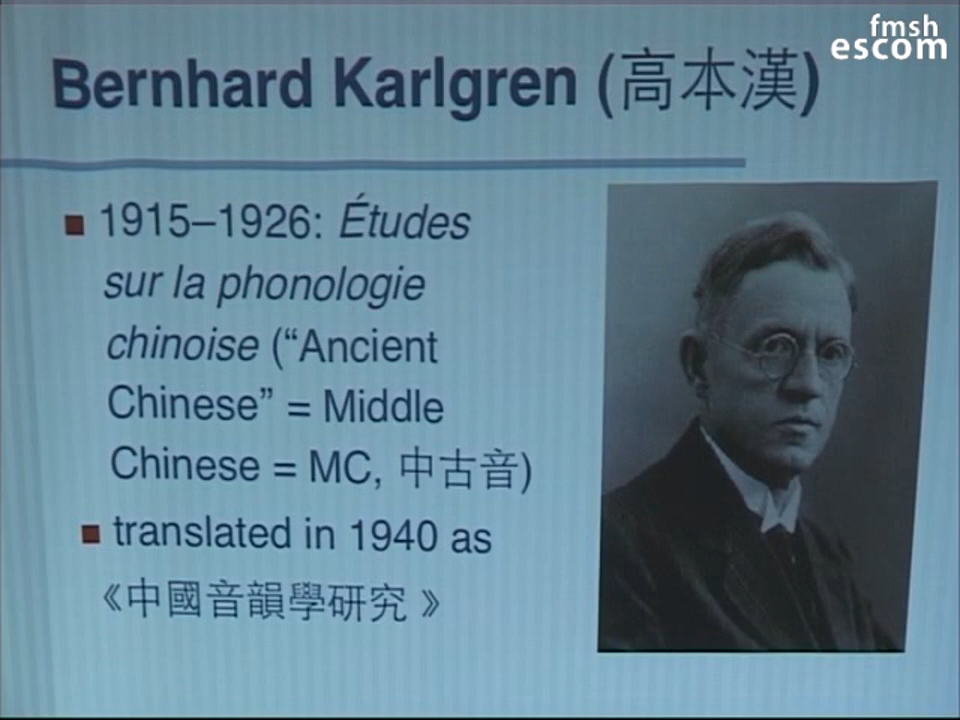 fmsh
escom
Bernhard Karlgren (高本漢)
■ 1915–1926: Études
sur la phonologie
chinoise (“Ancient
Chinese” = Middle
Chinese = MC, 中古音)
■ translated in 1940 as
《中國音韻學研究》